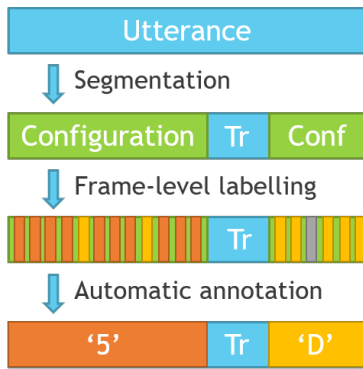 Utterance
Segmentation
Configuration Tr Conf
Frame-level labelling
Tr
Automatic annotation
‘5’ Tr ‘D’